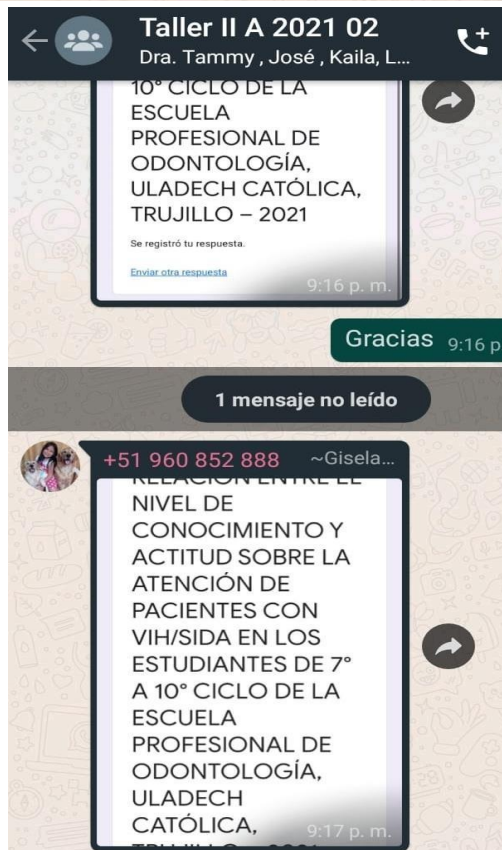 Taller II A 2021 02
Dra. Tammy , José , Kaila, L...
10° CICLO DE LA
ESCUELA
PROFESIONAL DE
ODONTOLOGÍA,
ULADECH CATÓLICA,
TRUJILLO – 2021
Se registró tu respuesta.
Enviar otra respuesta
9:16 p. m.
Gracias 9:16 p
1 mensaje no leído
+51 960 852 888 ~Gisela...
RELACIÓN ENTRE EL
NIVEL DE
CONOCIMIENTO Y
ACTITUD SOBRE LA
ATENCIÓN DE
PACIENTES CON
VIH/SIDA EN LOS
ESTUDIANTES DE 7°
A 10° CICLO DE LA
ESCUELA
PROFESIONAL DE
ODONTOLOGÍA,
ULADECH
CATÓLICA,
9:17 p. m.